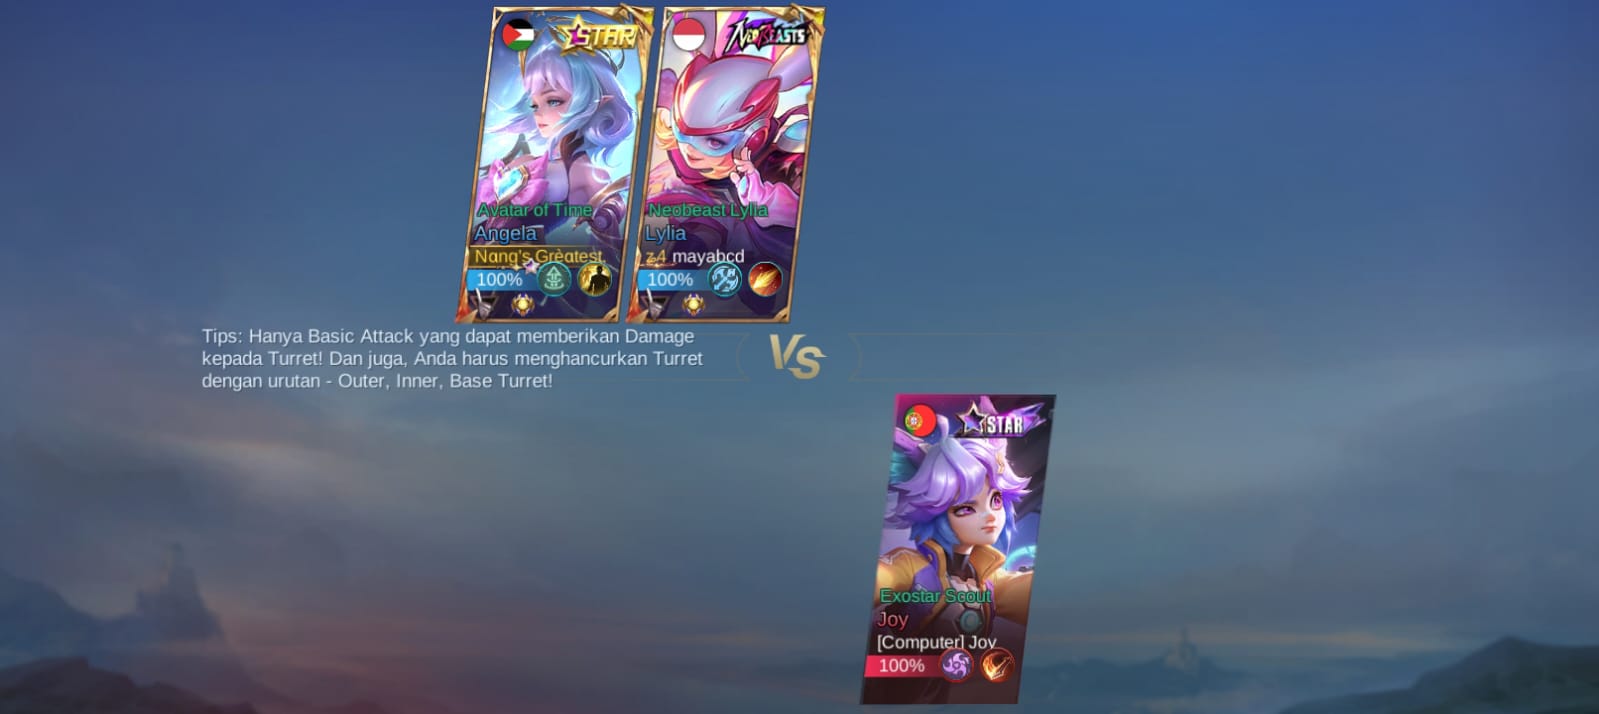 STAR
NEOBEASTS
Avatar of Time
Angela
Nang's Grèatest.
100%
Neobeast Lylia
Lylia
mayabcd
100%
Tips: Hanya Basic Attack yang dapat memberikan Damage
kepada Turret! Dan juga, Anda harus menghancurkan Turret
dengan urutan - Outer, Inner, Base Turret!
VS
STAR
Exostar Scout
Joy
[Computer] Joy
100%